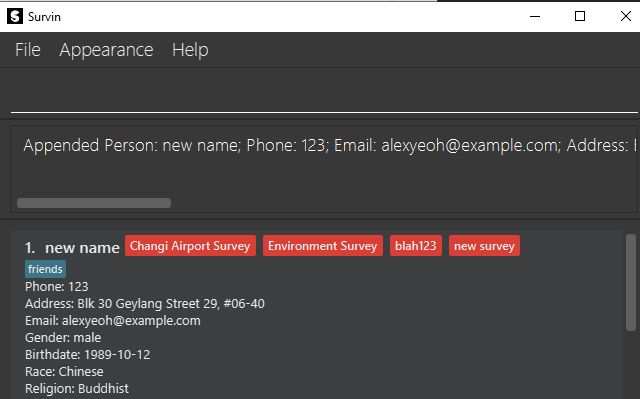 Survin
File Appearance Help
Appended Person: new name; Phone: 123; Email: alexyeoh@example.com; Address:
1. new name Changi Airport Survey Environment Survey blah123 new survey
friends
Phone: 123
Address: Blk 30 Geylang Street 29, #06-40
Email: alexyeoh@example.com
Gender: male
Birthdate: 1989-10-12
Race: Chinese
Religion: Buddhist